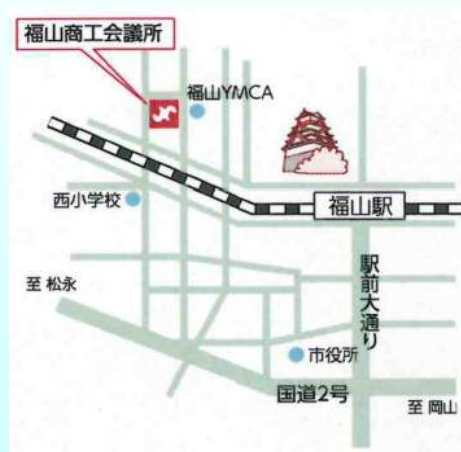 福山商工会議所
福山YMCA
西小学校
福山駅
至 松永
駅前大通り
市役所
国道2号
至 岡山